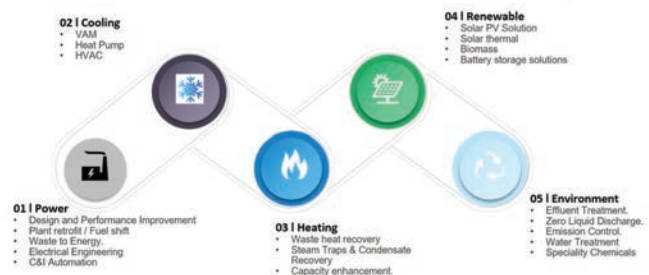 01 I Power
• Design and Performance Improvement
• Plant retrofit / Fuel shift
• Waste to Energy.
• Electrical Engineering
• C&I Automation
02 I Cooling
• VAM
• Heat Pump
• HVAC
03 I Heating
• Waste heat recovery
• Steam Traps & Condensate
Recovery
• Capacity enhancement.
04 I Renewable
• Solar PV Solution
• Solar thermal
• Biomass
• Battery storage solutions
05 I Environment
• Effluent Treatment.
• Zero Liquid Discharge.
• Emission Control.
• Water Treatment
• Speciality Chemicals